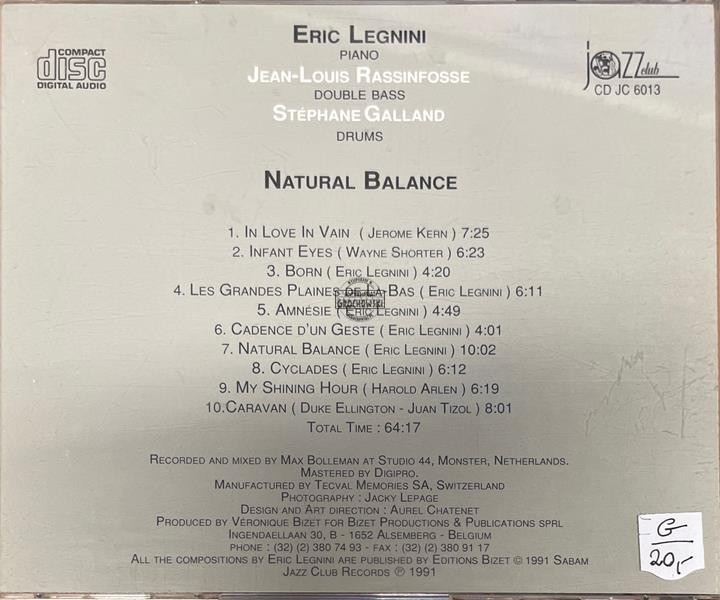 COMPACT
disc
DIGITAL AUDIO
ERIC LEGNINI
PIANO
JEAN-LOUIS RASSINFOSSE
DOUBLE BASS
STÉPHANE GALLAND
DRUMS
jazz club
CD JC 6013
NATURAL BALANCE
1. IN LOVE IN VAIN ( JEROME KERN ) 7:25
2. INFANT EYES ( WAYNE SHORTER ) 6:23
3. BORN ( ERIC LEGNINI ) 4:20
4. LES GRANDES PLAINES DE LA-BAS ( ERIC LEGNINI ) 6:11
GROCHOWSKI
5. AMNÉSIE ( ERIC LEGNINI ) 4:49
6. CADENCE D'UN GESTE ( ERIC LEGNINI ) 4:01
7. NATURAL BALANCE ( ERIC LEGNINI ) 10:02
8. CYCLADES ( ERIC LEGNINI ) 6:12
9. MY SHINING HOUR ( HAROLD ARLEN ) 6:19
10.CARAVAN ( DUKE ELLINGTON - JUAN TIZOL ) 8:01
TOTAL TIME : 64:17
RECORDED AND MIXED BY MAX BOLLEMAN AT STUDIO 44, MONSTER, NETHERLANDS.
MASTERED BY DIGIPRO.
MANUFACTURED BY TECVAL MEMORIES SA, SWITZERLAND
PHOTOGRAPHY : JACKY LEPAGE
DESIGN AND ART DIRECTION : AUREL CHATENET
PRODUCED BY VÉRONIQUE BIZET FOR BIZET PRODUCTIONS & PUBLICATIONS SPRL
INGENDAELLAAN 30, B - 1652 ALSEMBERG - BELGIUM
PHONE : (32) (2) 380 74 93 - FAX : (32) (2) 380 91 17
ALL THE COMPOSITIONS BY ERIC LEGNINI ARE PUBLISHED BY EDITIONS BIZET © 1991 SABAM
JAZZ CLUB RECORDS ℗ 1991
G
20,-